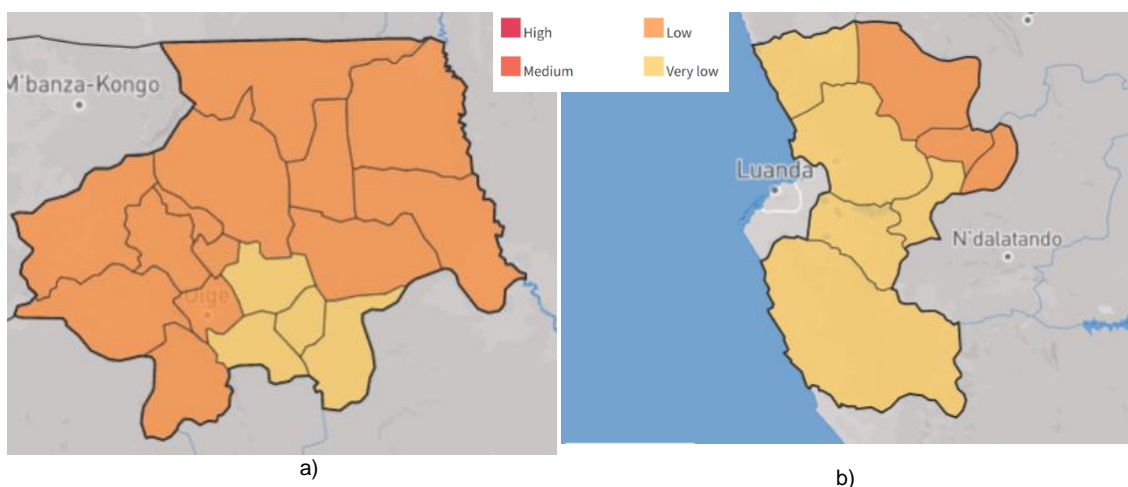 High
Low
Medium
Very low
M'banza-Kongo
Uíge
Luanda
N'dalatando
a)
b)